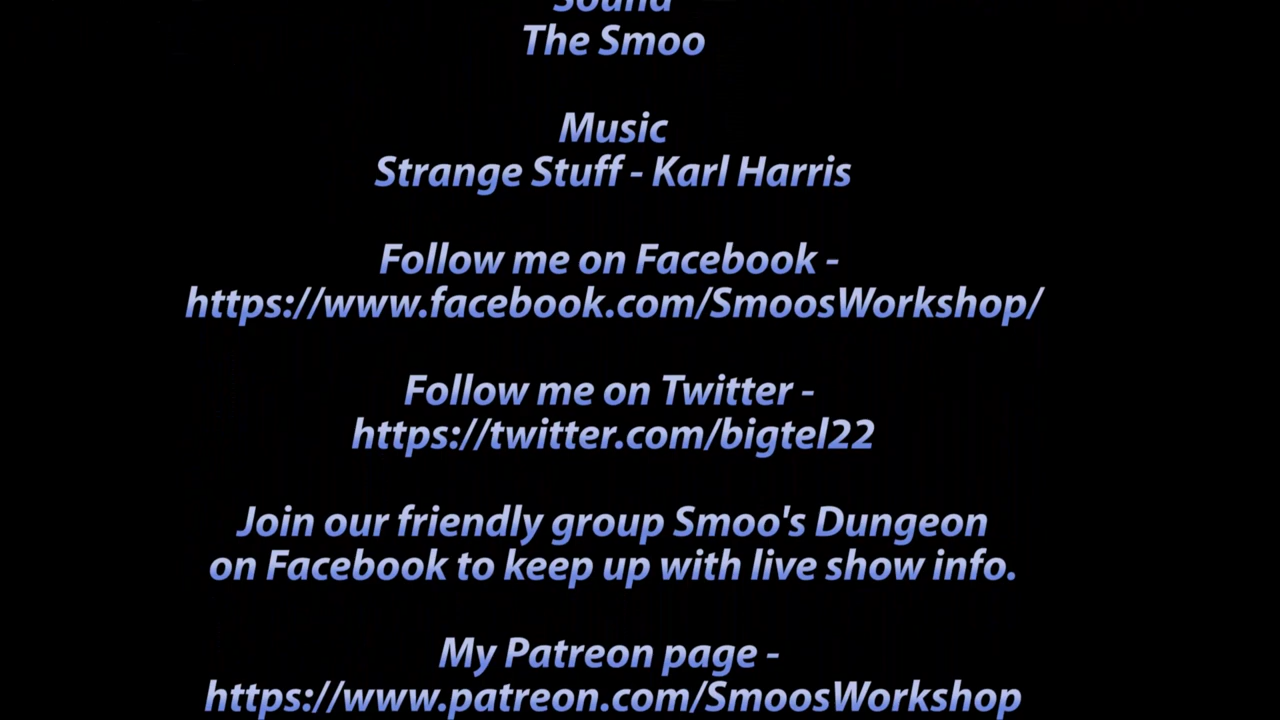 Sound
The Smoo
Music
Strange Stuff - Karl Harris
Follow me on Facebook -
https://www.facebook.com/SmoosWorkshop/
Follow me on Twitter -
https://twitter.com/bigtel22
Join our friendly group Smoo's Dungeon
on Facebook to keep up with live show info.
My Patreon page -
https://www.patreon.com/SmoosWorkshop